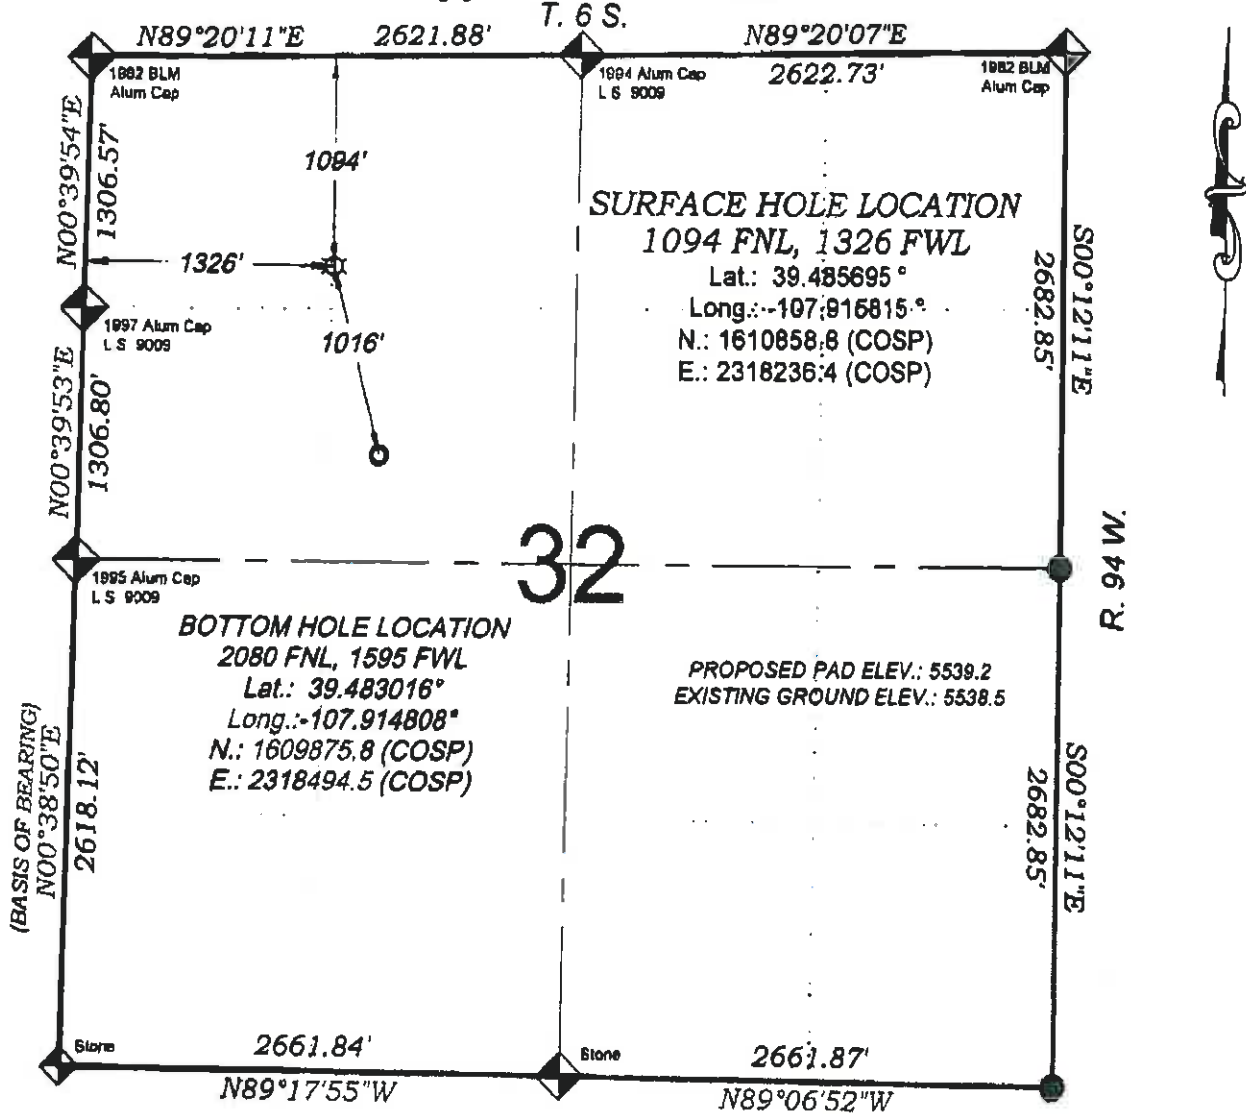 T. 6 S.
N89°20'11"E 2621.88' N89°20'07"E
2622.73'
1982 BLM
Alum Cap
1994 Alum Cap
L S 9009
1982 BLM
Alum Cap
N00°39'54"E
1306.57'
1094'
1326'
SURFACE HOLE LOCATION
1094 FNL, 1326 FWL
Lat.: 39.485695°
Long.: -107.915815°
N.: 1610858.8 (COSP)
E.: 2318236.4 (COSP)
S00°12'11"E
2682.85'
1997 Alum Cap
L S 9009
1016'
N00°39'53"E
1306.80'
32
R. 94 W.
1995 Alum Cap
L S 9009
BOTTOM HOLE LOCATION
2080 FNL, 1595 FWL
Lat.: 39.483016°
Long.:-107.914808°
N.: 1609875.8 (COSP)
E.: 2318494.5 (COSP)
PROPOSED PAD ELEV.: 5539.2
EXISTING GROUND ELEV.: 5538.5
(BASIS OF BEARING)
N00°38'50"E
2618.12'
S00°12'11"E
2682.85'
Stone
2661.84'
N89°17'55"W
Stone
2661.87'
N89°06'52"W